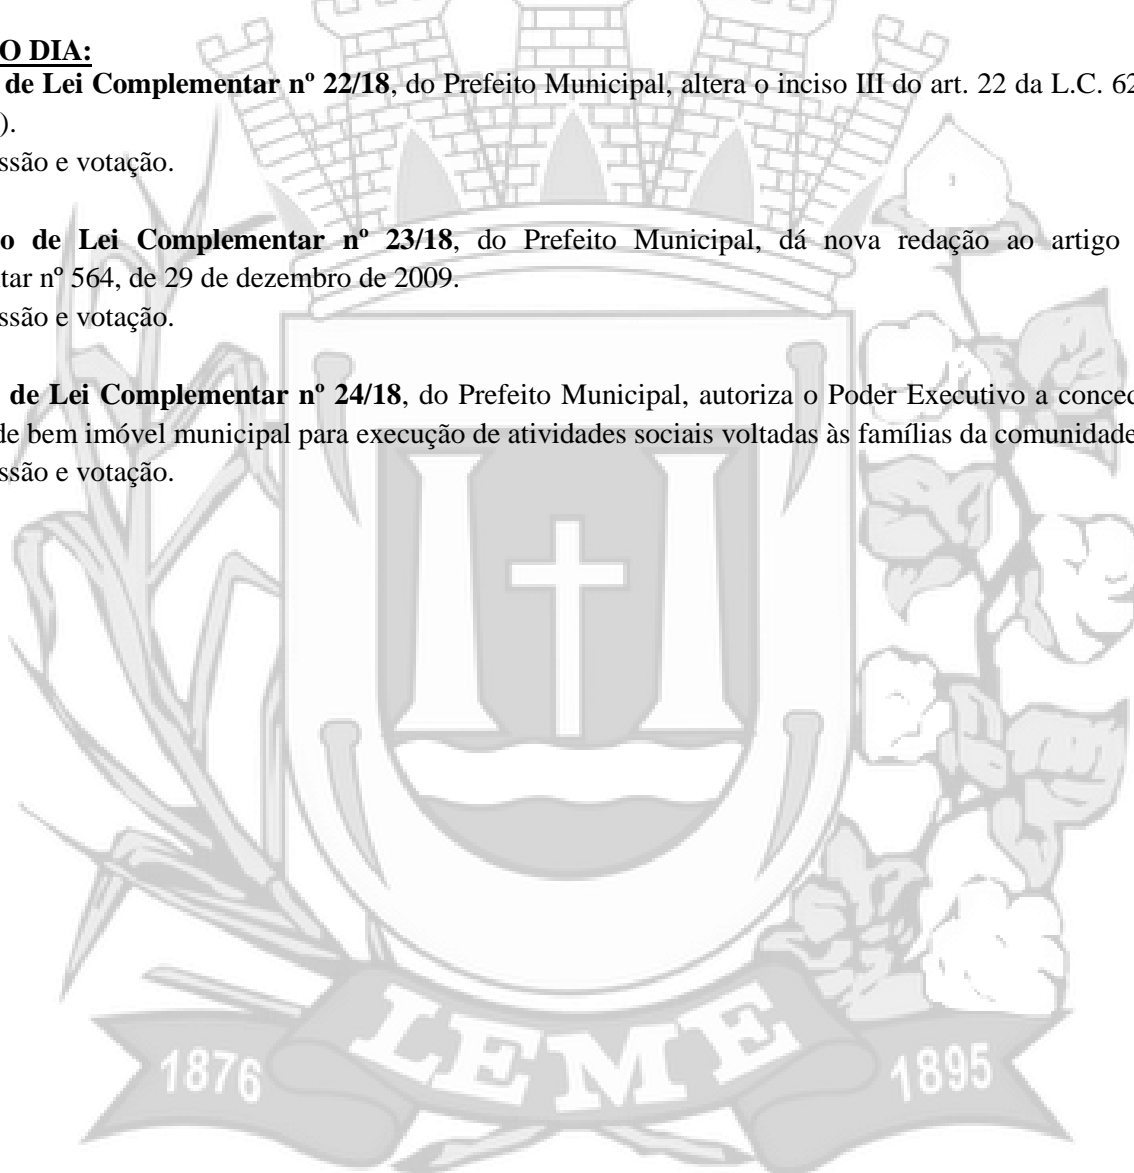 O DIA:
de Lei Complementar nº 22/18, do Prefeito Municipal, altera o inciso III do art. 22 da L.C. 62
).
ssão e votação.
o de Lei Complementar nº 23/18, do Prefeito Municipal, dá nova redação ao artigo
tar nº 564, de 29 de dezembro de 2009.
ssão e votação.
de Lei Complementar nº 24/18, do Prefeito Municipal, autoriza o Poder Executivo a conced
de bem imóvel municipal para execução de atividades sociais voltadas às famílias da comunidade
ssão e votação.
1876 LEME 1895